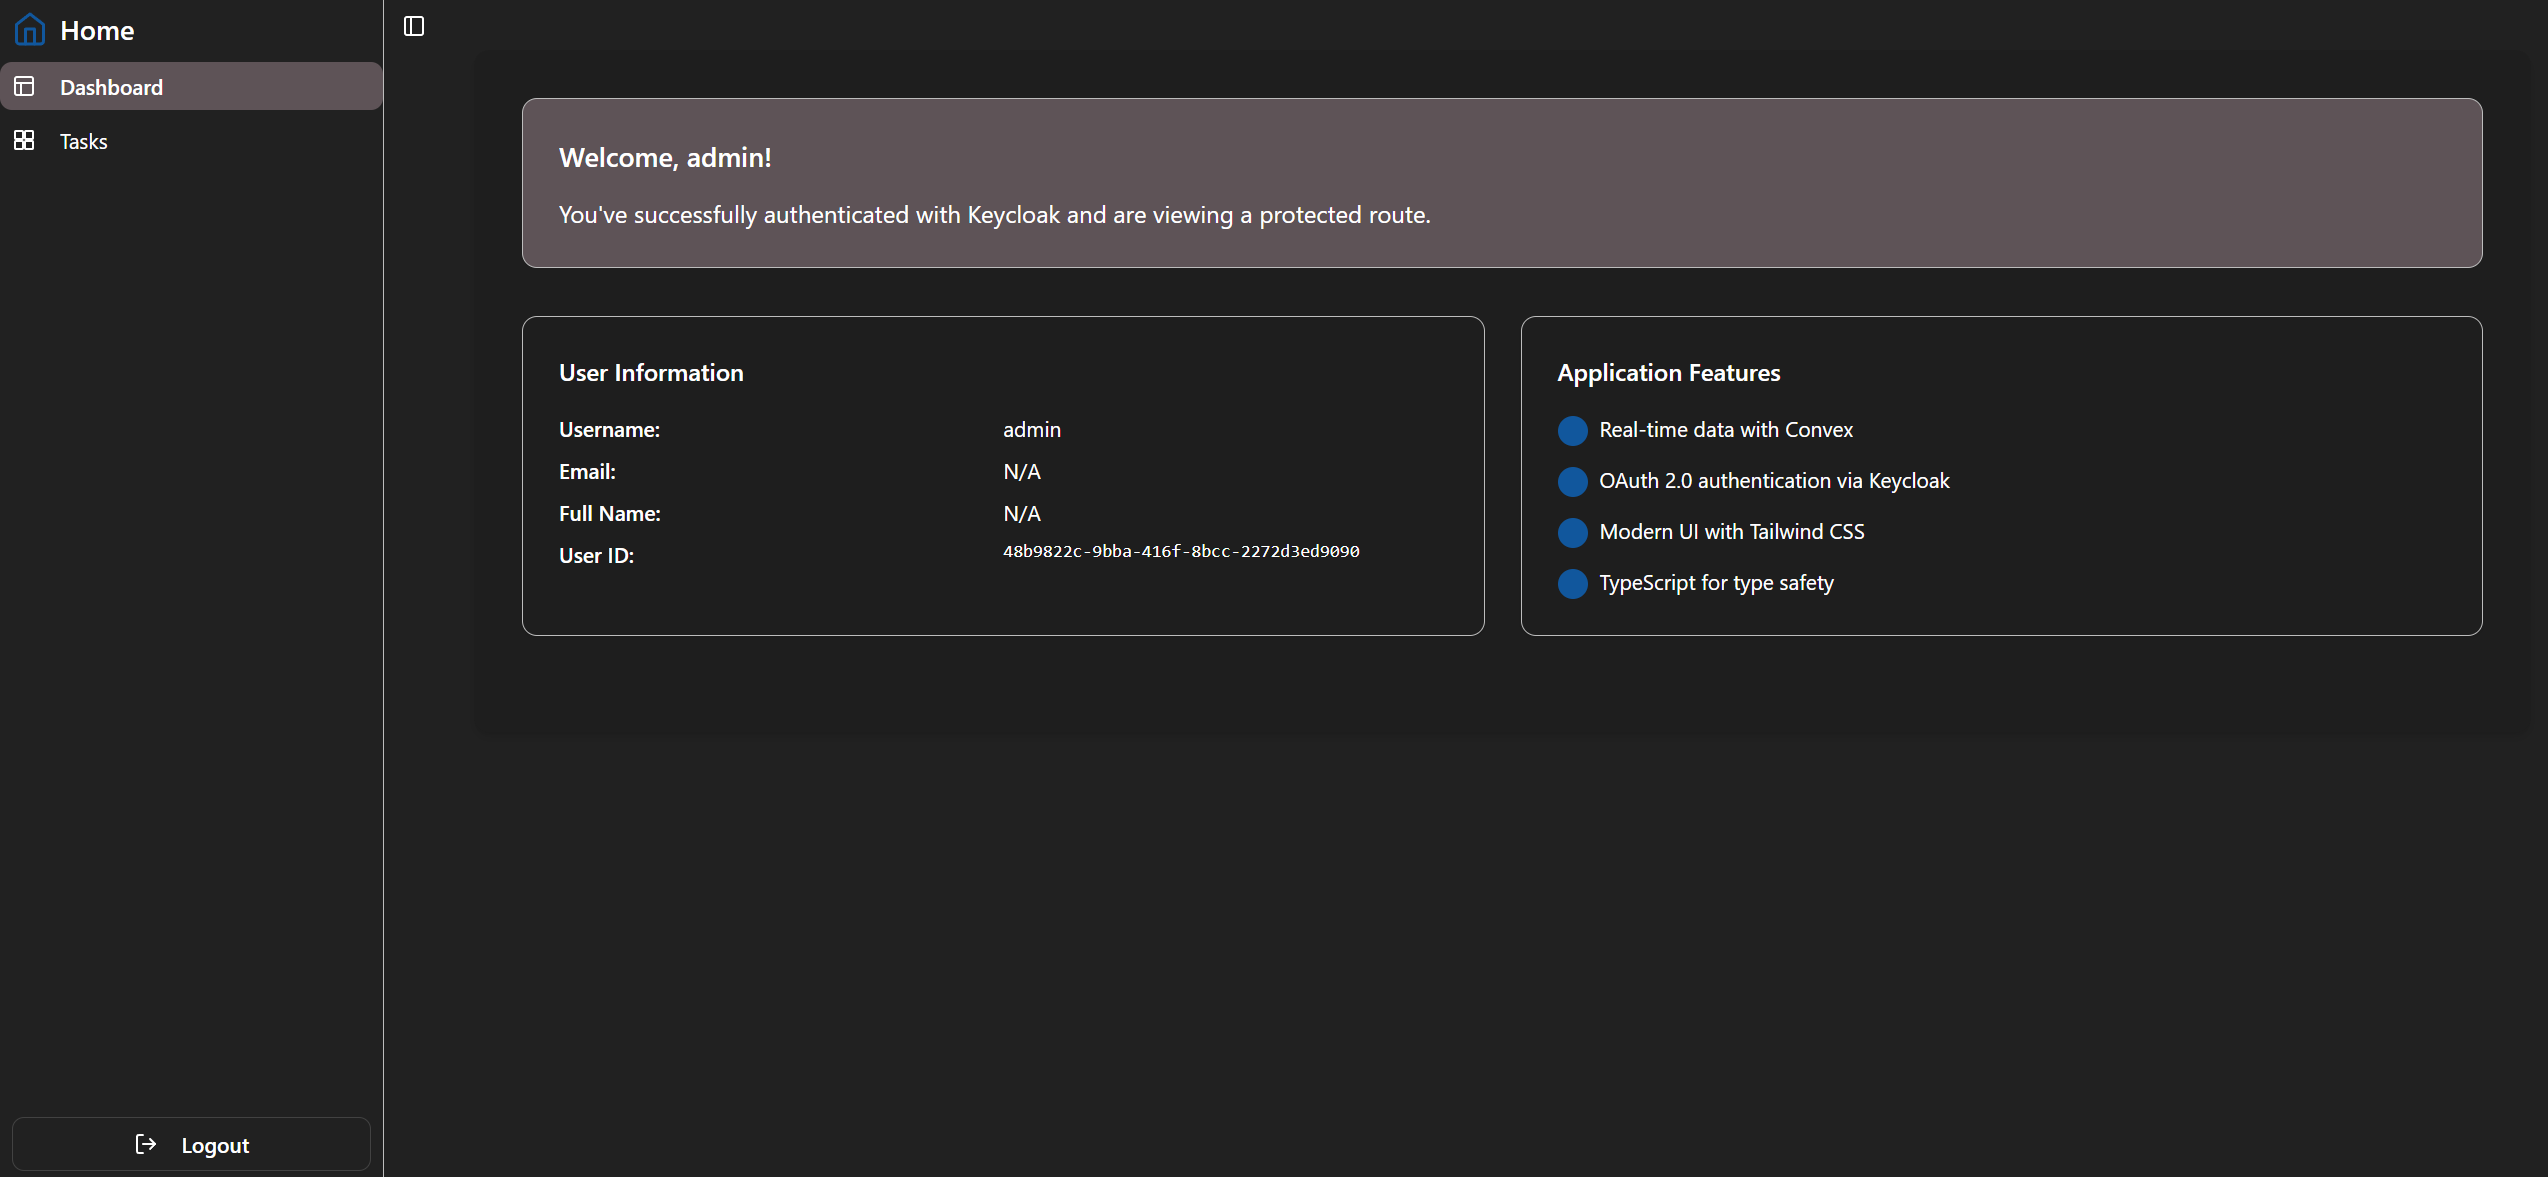 Home
Dashboard
Tasks
Logout
Welcome, admin!
You've successfully authenticated with Keycloak and are viewing a protected route.
User Information
Username: admin
Email: N/A
Full Name: N/A
User ID: 48b9822c-9bba-416f-8bcc-2272d3ed9090
Application Features
Real-time data with Convex
OAuth 2.0 authentication via Keycloak
Modern UI with Tailwind CSS
TypeScript for type safety